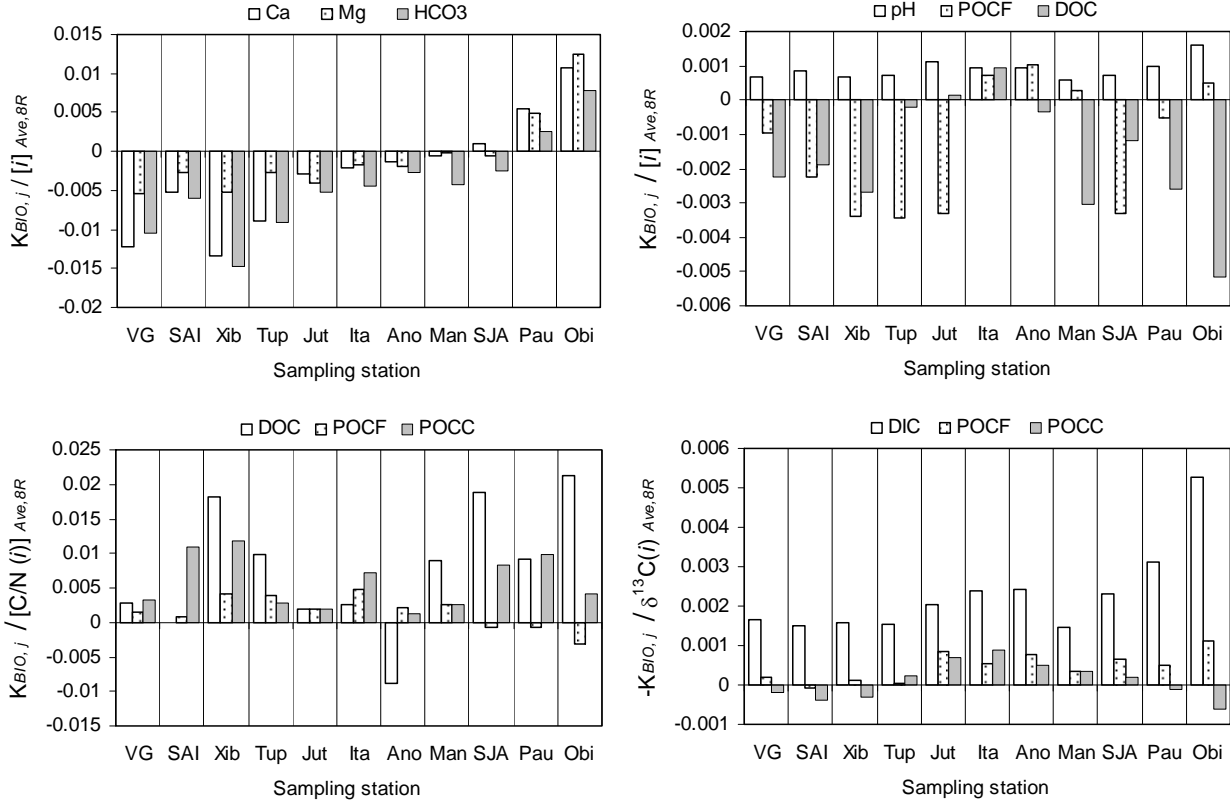 Ca Mg HCO3
0.015
0.01
0.005
0
-0.005
-0.01
-0.015
-0.02
K_BIO, j / [i] Ave,8R
VG SAI Xib Tup Jut Ita Ano Man SJA Pau Obi
Sampling station
pH POCF DOC
0.002
0.001
0
-0.001
-0.002
-0.003
-0.004
-0.005
-0.006
K_BIO, j / [i] Ave,8R
VG SAI Xib Tup Jut Ita Ano Man SJA Pau Obi
Sampling station
DOC POCF POCC
0.025
0.02
0.015
0.01
0.005
0
-0.005
-0.01
-0.015
K_BIO, j / [C/N (i)] Ave,8R
VG SAI Xib Tup Jut Ita Ano Man SJA Pau Obi
Sampling station
DIC POCF POCC
0.006
0.005
0.004
0.003
0.002
0.001
0
-0.001
-K_BIO, j / δ¹³C(i) Ave,8R
VG SAI Xib Tup Jut Ita Ano Man SJA Pau Obi
Sampling station